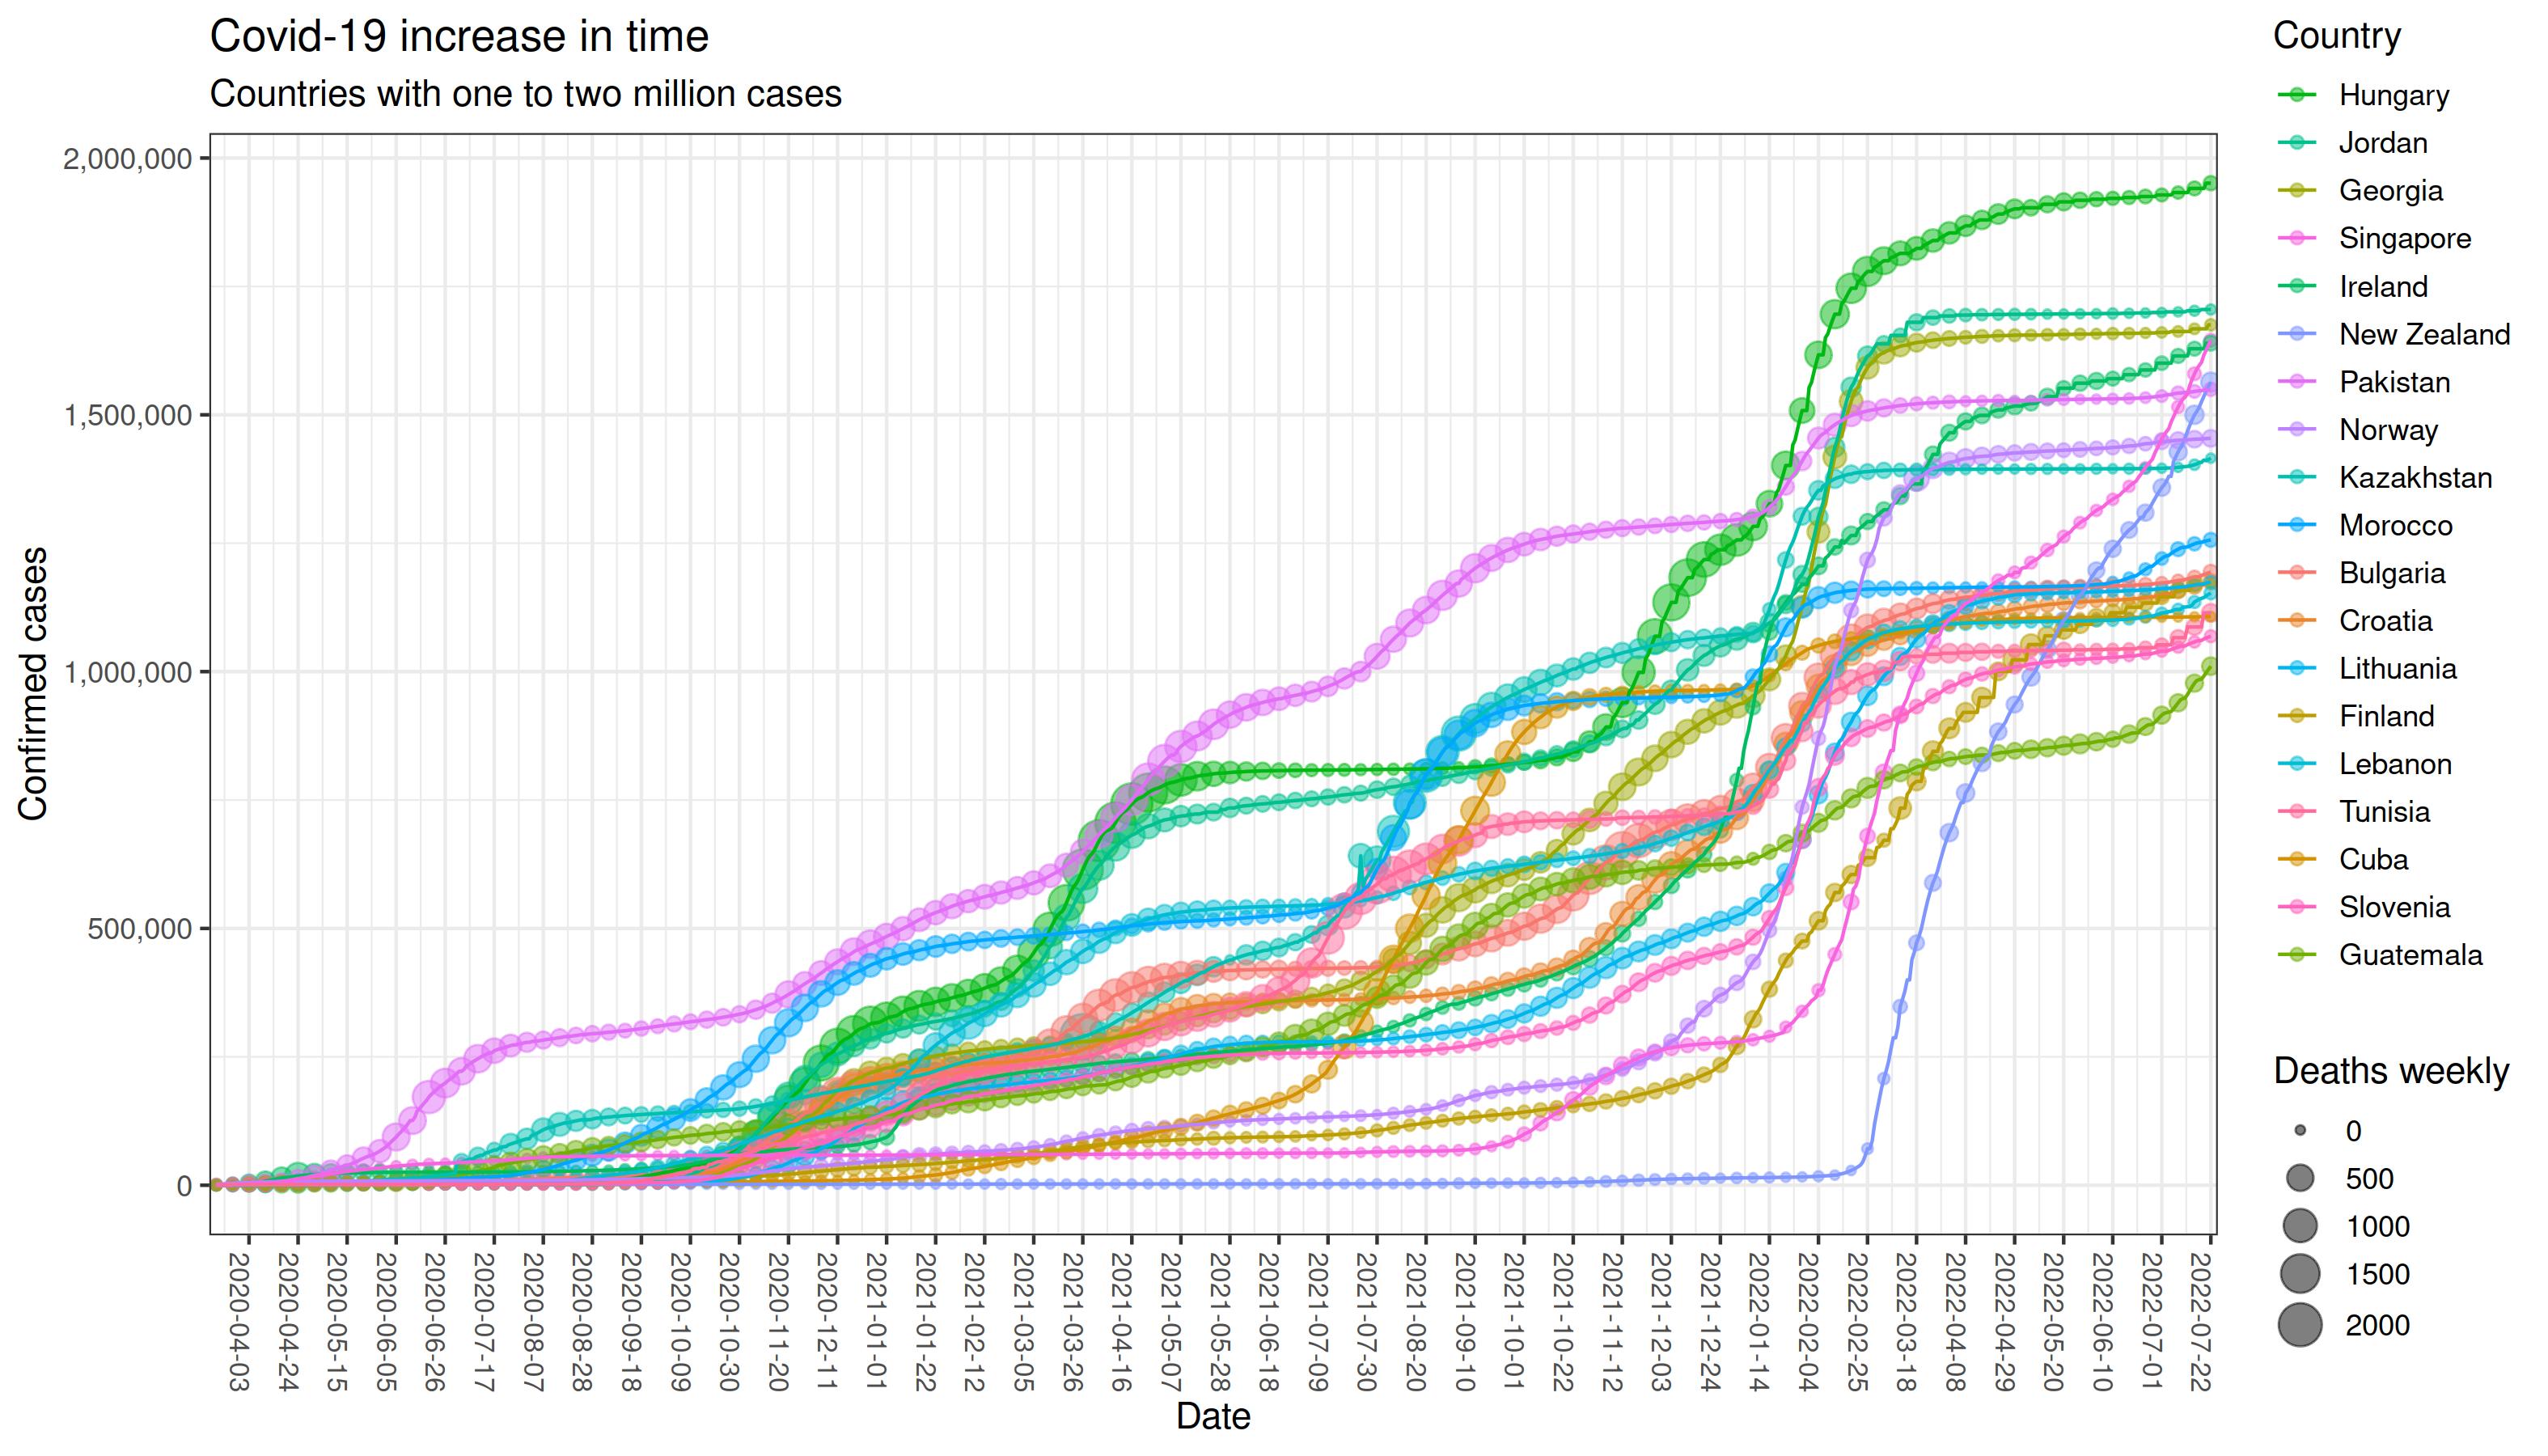 Covid-19 increase in time
Countries with one to two million cases
Confirmed cases
2,000,000
1,500,000
1,000,000
500,000
0
2020-04-03
2020-04-24
2020-05-15
2020-06-05
2020-06-26
2020-07-17
2020-08-07
2020-08-28
2020-09-18
2020-10-09
2020-10-30
2020-11-20
2020-12-11
2021-01-01
2021-01-22
2021-02-12
2021-03-05
2021-03-26
2021-04-16
2021-05-07
2021-05-28
2021-06-18
2021-07-09
2021-07-30
2021-08-20
2021-09-10
2021-10-01
2021-10-22
2021-11-12
2021-12-03
2021-12-24
2022-01-14
2022-02-04
2022-02-25
2022-03-18
2022-04-08
2022-04-29
2022-05-20
2022-06-10
2022-07-01
2022-07-22
Date
Country
Hungary
Jordan
Georgia
Singapore
Ireland
New Zealand
Pakistan
Norway
Kazakhstan
Morocco
Bulgaria
Croatia
Lithuania
Finland
Lebanon
Tunisia
Cuba
Slovenia
Guatemala
Deaths weekly
0
500
1000
1500
2000